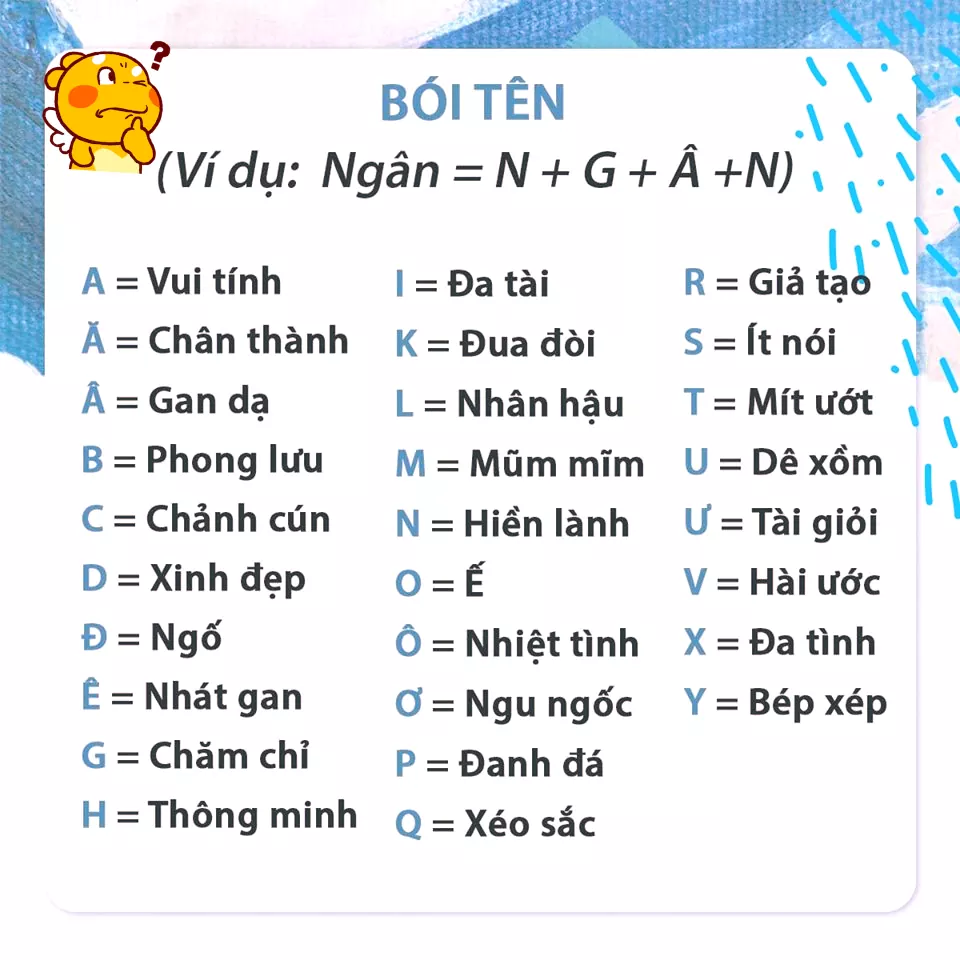 ?
BÓI TÊN
(Ví dụ: Ngân = N + G + Â +N)
A = Vui tính
Ă = Chân thành
Â = Gan dạ
B = Phong lưu
C = Chảnh cún
D = Xinh đẹp
Đ = Ngố
Ê = Nhát gan
G = Chăm chỉ
H = Thông minh
I = Đa tài
K = Đua đòi
L = Nhân hậu
M = Mũm mĩm
N = Hiền lành
O = Ế
Ô = Nhiệt tình
Ơ = Ngu ngốc
P = Đanh đá
Q = Xéo sắc
R = Giả tạo
S = Ít nói
T = Mít ướt
U = Dê xồm
Ư = Tài giỏi
V = Hài ước
X = Đa tình
Y = Bép xép